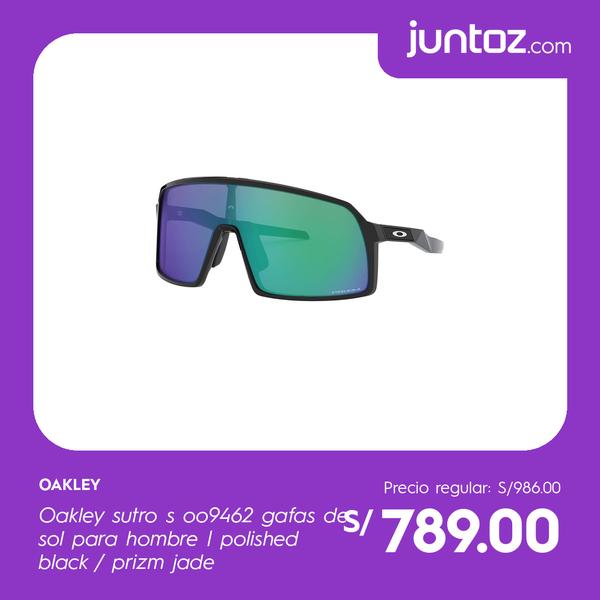 juntoz.com
OAKLEY
Oakley sutro s oo9462 gafas de
sol para hombre | polished
black / prizm jade
Precio regular: S/986.00
S/ 789.00